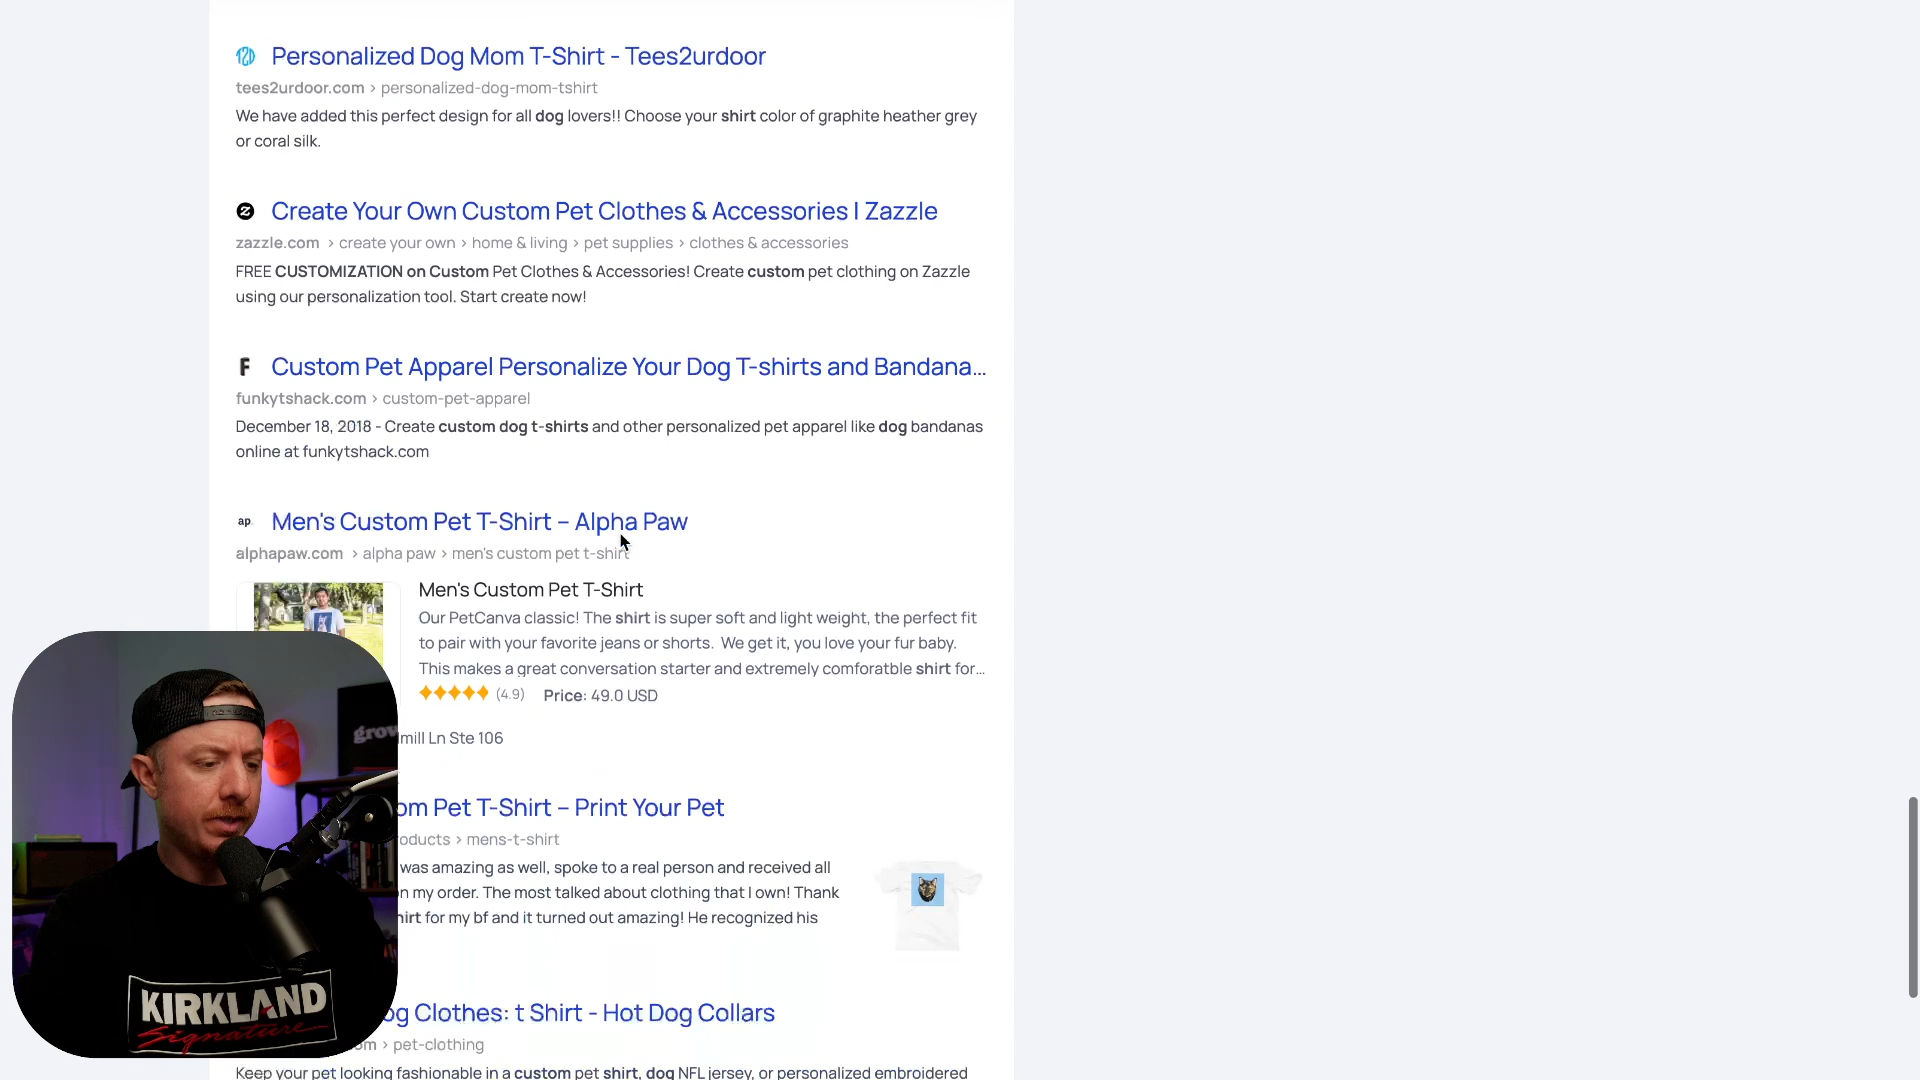 Personalized Dog Mom T-Shirt - Tees2urdoor
tees2urdoor.com › personalized-dog-mom-tshirt
We have added this perfect design for all dog lovers!! Choose your shirt color of graphite heather grey
or coral silk.
Create Your Own Custom Pet Clothes & Accessories | Zazzle
zazzle.com › create your own › home & living › pet supplies › clothes & accessories
FREE CUSTOMIZATION on Custom Pet Clothes & Accessories! Create custom pet clothing on Zazzle
using our personalization tool. Start create now!
F Custom Pet Apparel Personalize Your Dog T-shirts and Bandana...
funkytshack.com › custom-pet-apparel
December 18, 2018 - Create custom dog t-shirts and other personalized pet apparel like dog bandanas
online at funkytshack.com
ap. Men's Custom Pet T-Shirt – Alpha Paw
alphapaw.com › alpha paw › men's custom pet t-shirt
Men's Custom Pet T-Shirt
Our PetCanva classic! The shirt is super soft and light weight, the perfect fit
to pair with your favorite jeans or shorts. We get it, you love your fur baby.
This makes a great conversation starter and extremely comforatble shirt for...
(4.9) Price: 49.0 USD
mill Ln Ste 106
om Pet T-Shirt – Print Your Pet
oducts › mens-t-shirt
was amazing as well, spoke to a real person and received all
n my order. The most talked about clothing that I own! Thank
hirt for my bf and it turned out amazing! He recognized his
og Clothes: t Shirt - Hot Dog Collars
om › pet-clothing
Keep your pet looking fashionable in a custom pet shirt, dog NFL jersey, or personalized embroidered
grow
KIRKLAND
Signature